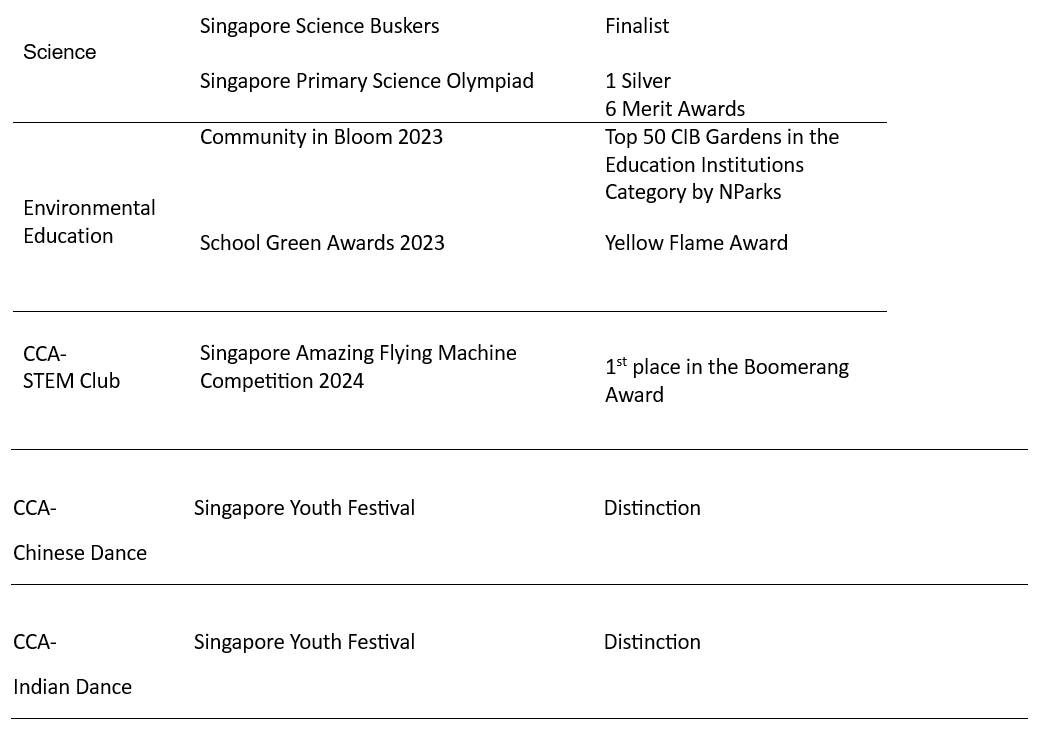 Science
Singapore Science Buskers
Finalist
Singapore Primary Science Olympiad
1 Silver
6 Merit Awards
Environmental
Education
Community in Bloom 2023
Top 50 CIB Gardens in the
Education Institutions
Category by NParks
School Green Awards 2023
Yellow Flame Award
CCA-
STEM Club
Singapore Amazing Flying Machine
Competition 2024
1st place in the Boomerang
Award
CCA-
Chinese Dance
Singapore Youth Festival
Distinction
CCA-
Indian Dance
Singapore Youth Festival
Distinction